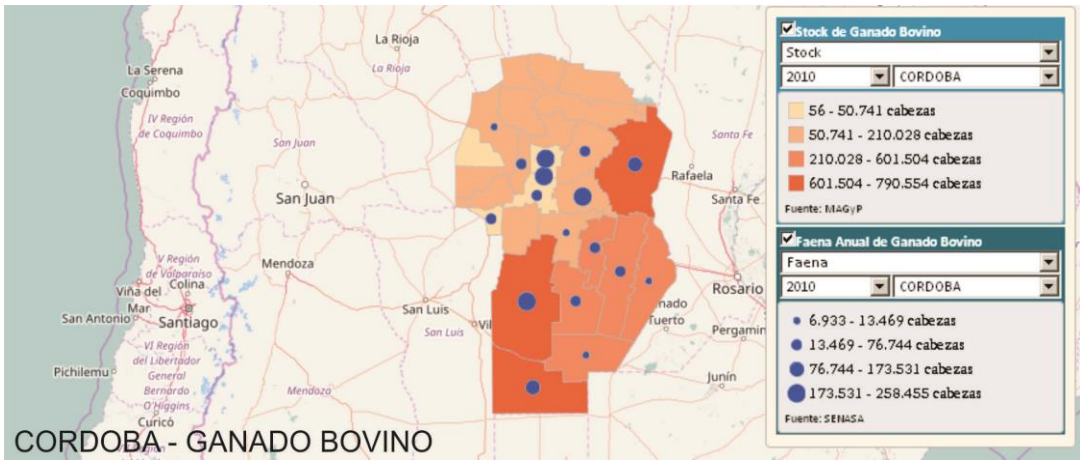 La Rioja
La Rioja
La Serena
Coquimbo
IV Región
de Coquimbo
San Juan
San Juan
Santa Fe
Rafaela
Santa Fe
Mendoza
V Región
de Valparaíso
Colina
Viña del
Mar
San Antonio
Santiago
San Luis
San Luis
Rosario
Tuerto
Pergamin
VI Región
del Libertador
General
Bernardo
O'Higgins
Pichilemu
Mendoza
Junín
Curicó
CORDOBA - GANADO BOVINO
Stock de Ganado Bovino
Stock
2010 CORDOBA
56 - 50.741 cabezas
50.741 - 210.028 cabezas
210.028 - 601.504 cabezas
601.504 - 790.554 cabezas
Fuente: MAGyP
Faena Anual de Ganado Bovino
Faena
2010 CORDOBA
6.933 - 13.469 cabezas
13.469 - 76.744 cabezas
76.744 - 173.531 cabezas
173.531 - 258.455 cabezas
Fuente: SENASA